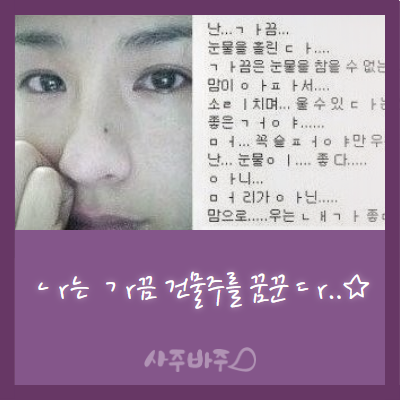 난...ㄱㅏ끔...
눈물을 흘린ㄷㅏ....
ㄱㅏ끔은 눈물을 참을 수 없는
맘이 ㅇㅏㅍㅏ서....
소ㄹㅣ치며... 울 수 있ㄷㅏ는
좋은ㄱㅓㅇㅑ......
ㅁㅓ... 꼭 슬ㅍㅓㅇㅑ만 우
난... 눈물ㅇㅣ.... 좋다.....
ㅇㅏ니...
ㅁㅓ리가ㅇㅏ닌.....
맘으로.....우는 ㄴㅐㄱㅏ 좋ㄷ
ㄴr는 ㄱr끔 건물주를 꿈꾼ㄷr..☆
사주바주